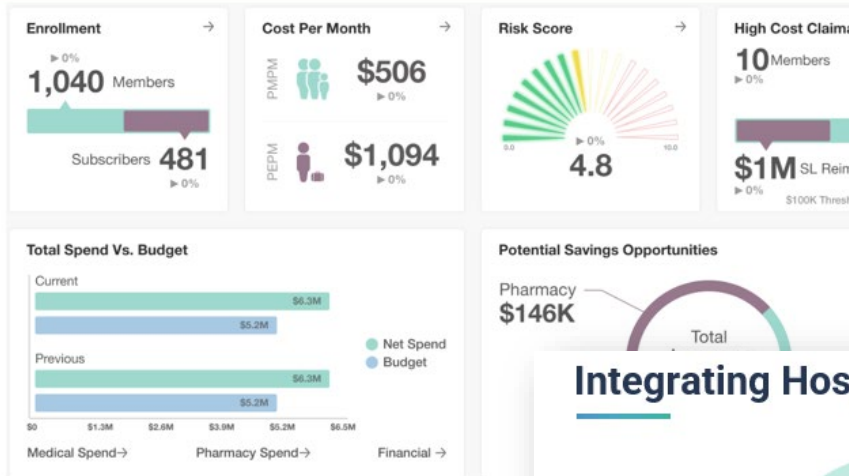 Enrollment →
▶ 0%
1,040 Members
Subscribers 481
▶ 0%
Cost Per Month →
PMPM
$506
▶ 0%
PEPM
$1,094
▶ 0%
Risk Score →
0.0
▶ 0%
10.0
4.8
High Cost Claima
10 Members
▶ 0%
$1M SL Reim
▶ 0%
$100K Thresh
Total Spend Vs. Budget
Current
$6.3M
$5.2M
Previous
$6.3M
$5.2M
$0 $1.3M $2.6M $3.9M $5.2M $6.5M
Net Spend
Budget
Medical Spend→ Pharmacy Spend→ Financial →
Potential Savings Opportunities
Pharmacy
$146K
Total
Integrating Hos